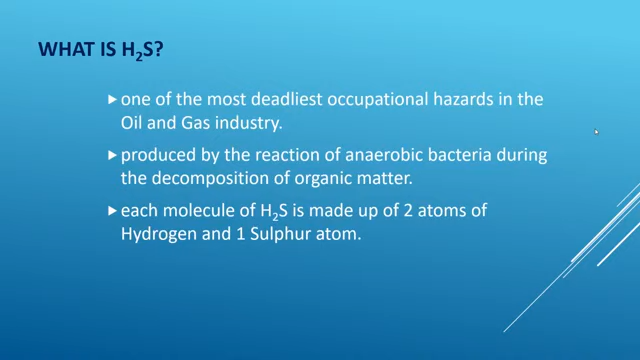 WHAT IS H₂S?
▶one of the most deadliest occupational hazards in the
Oil and Gas industry.
▶produced by the reaction of anaerobic bacteria during
the decomposition of organic matter.
▶each molecule of H₂S is made up of 2 atoms of
Hydrogen and 1 Sulphur atom.